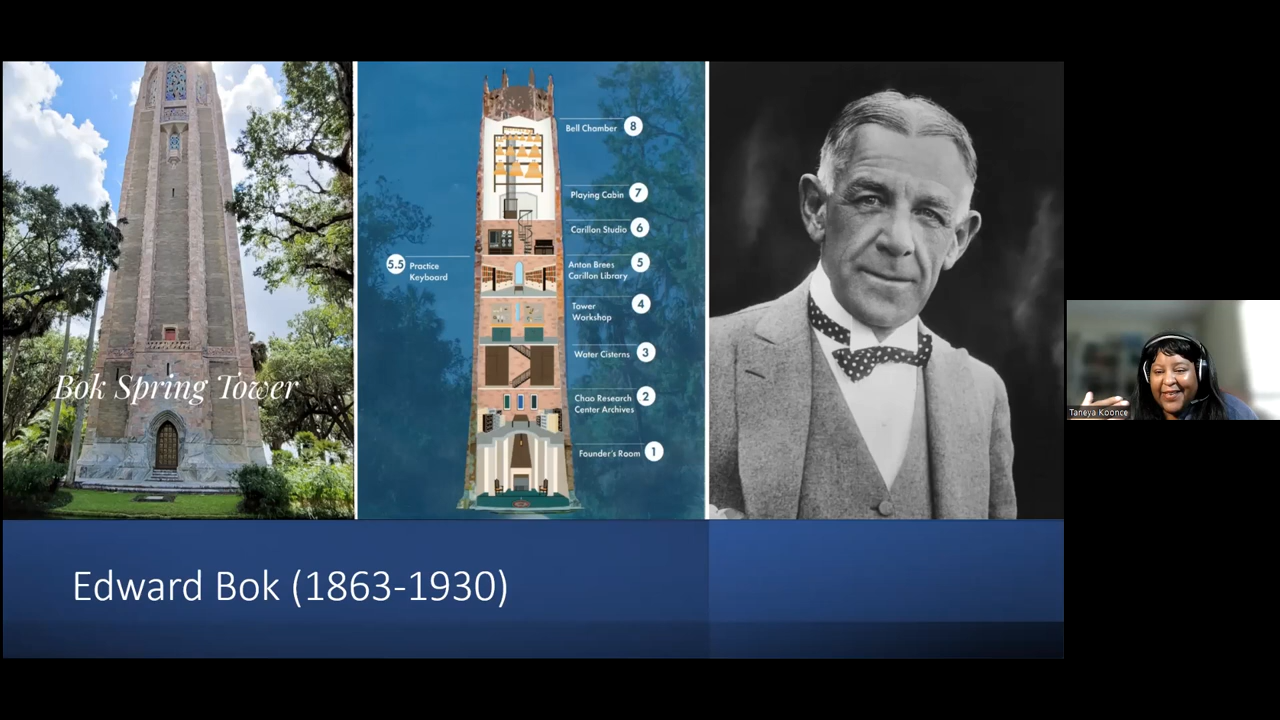 Bok Spring Tower
Bell Chamber 8
Playing Cabin 7
Carillon Studio 6
5.5 Practice
Keyboard
Anton Brees 5
Carillon Library
Tower 4
Workshop
Water Cisterns 3
Chao Research 2
Center Archives
Founder's Room 1
Edward Bok (1863-1930)
Taneya Koonce